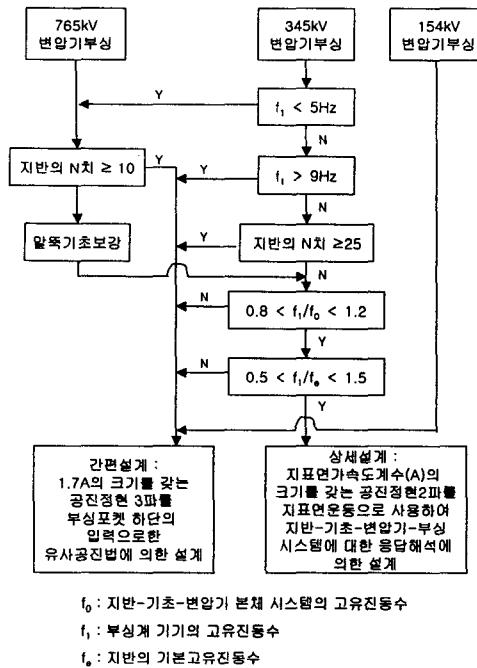 765kV
변압기부싱
345kV
변압기부싱
154kV
변압기부싱
Y
f₁ < 5Hz
N
지반의 N치 ≥ 10
Y
Y
f₁ > 9Hz
N
말뚝기초보강
Y
지반의 N치 ≥25
N
N
0.8 < f₁/f₀ < 1.2
Y
N
0.5 < f₁/fₑ < 1.5
Y
간편설계 :
1.7A의 크기를 갖는
공진정현 3파를
부싱포켓 하단의
입력으로한
유사공진법에 의한 설계
상세설계 :
지표면가속도계수(A)의
크기를 갖는 공진정현2파를
지표면운동으로 사용하여
지반-기초-변압기-부싱
시스템에 대한 응답해석에
의한 설계
f₀ : 지반-기초-변압기 본체 시스템의 고유진동수
f₁ : 부싱계 기기의 고유진동수
fₑ : 지반의 기본고유진동수